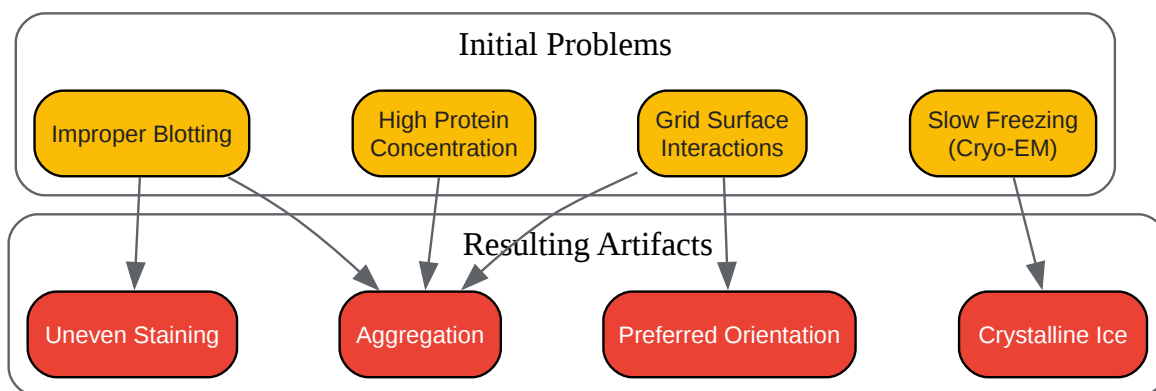 Initial Problems
Improper Blotting
High Protein
Concentration
Grid Surface
Interactions
Slow Freezing
(Cryo-EM)
Resulting Artifacts
Uneven Staining
Aggregation
Preferred Orientation
Crystalline Ice